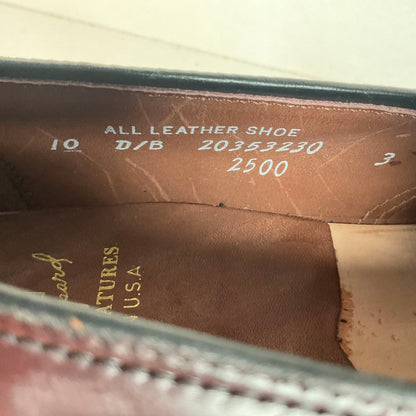 ALL LEATHER SHOE
10 D/B 20353230 3
2500
ATURES
U.S.A